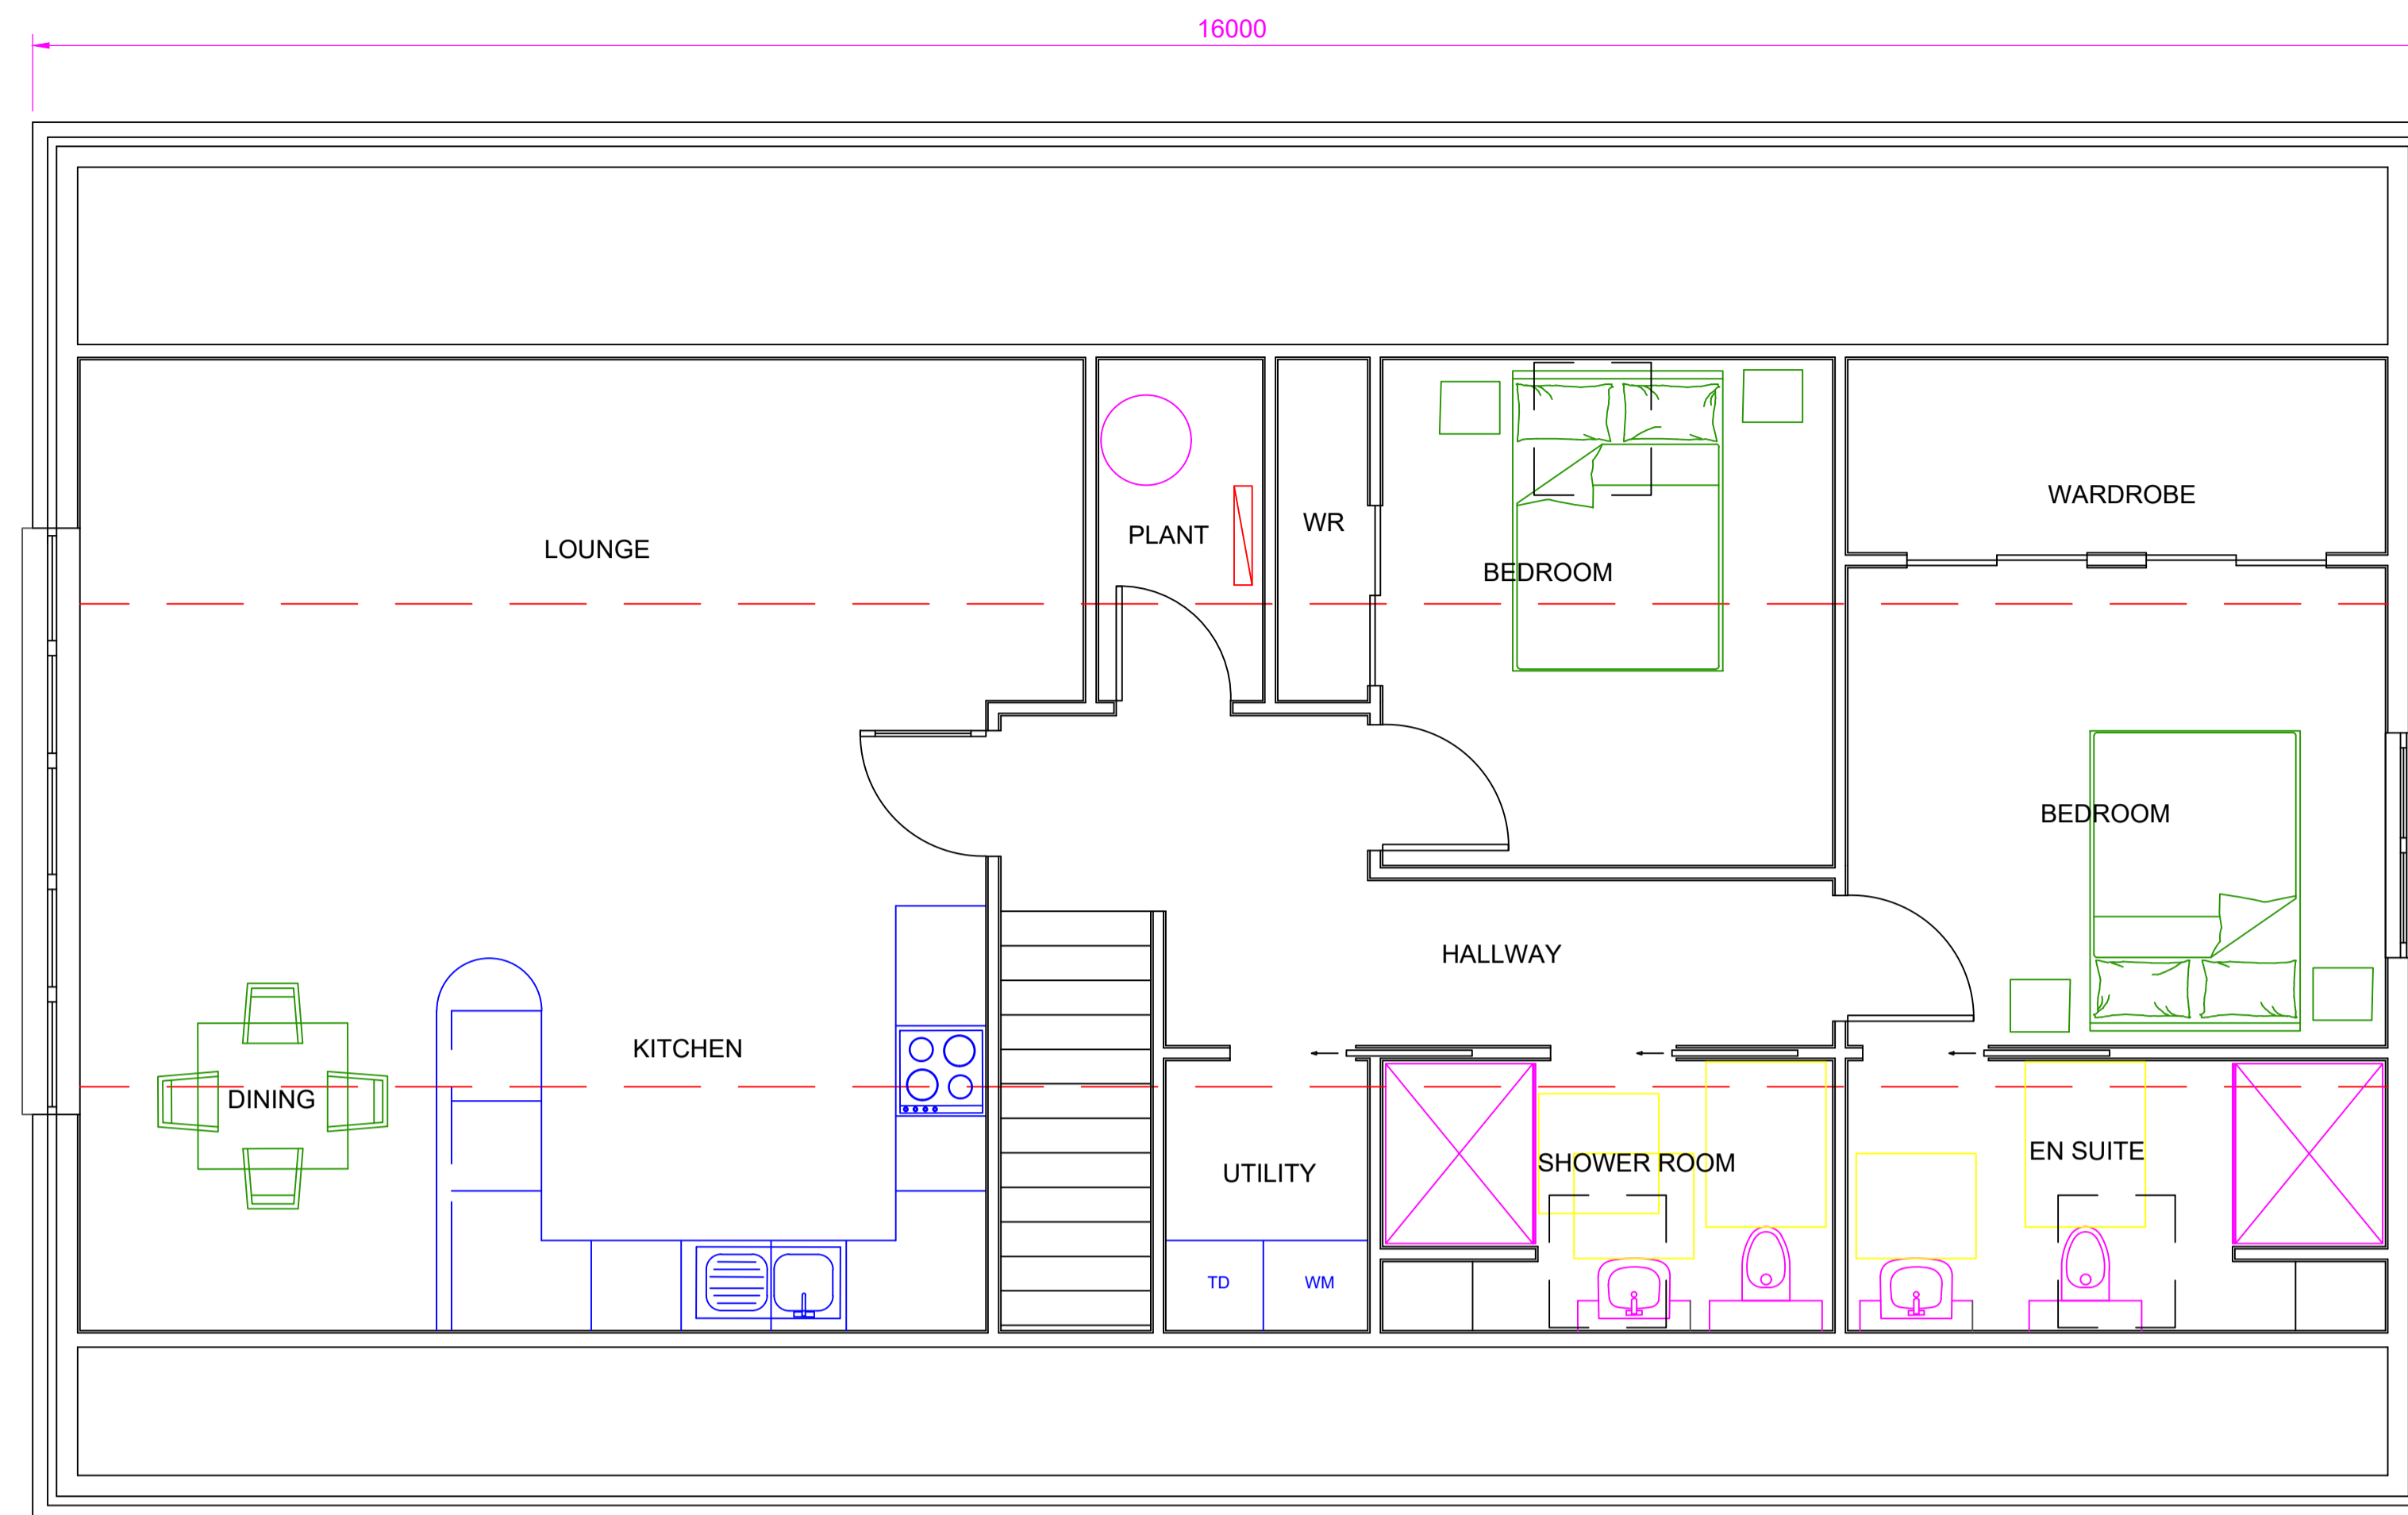 16000
WARDROBE
WR
PLANT
LOUNGE
BEDROOM
BEDROOM
HALLWAY
KITCHEN
DINING
EN SUITE
SHOWER ROOM
UTILITY
TD
WM